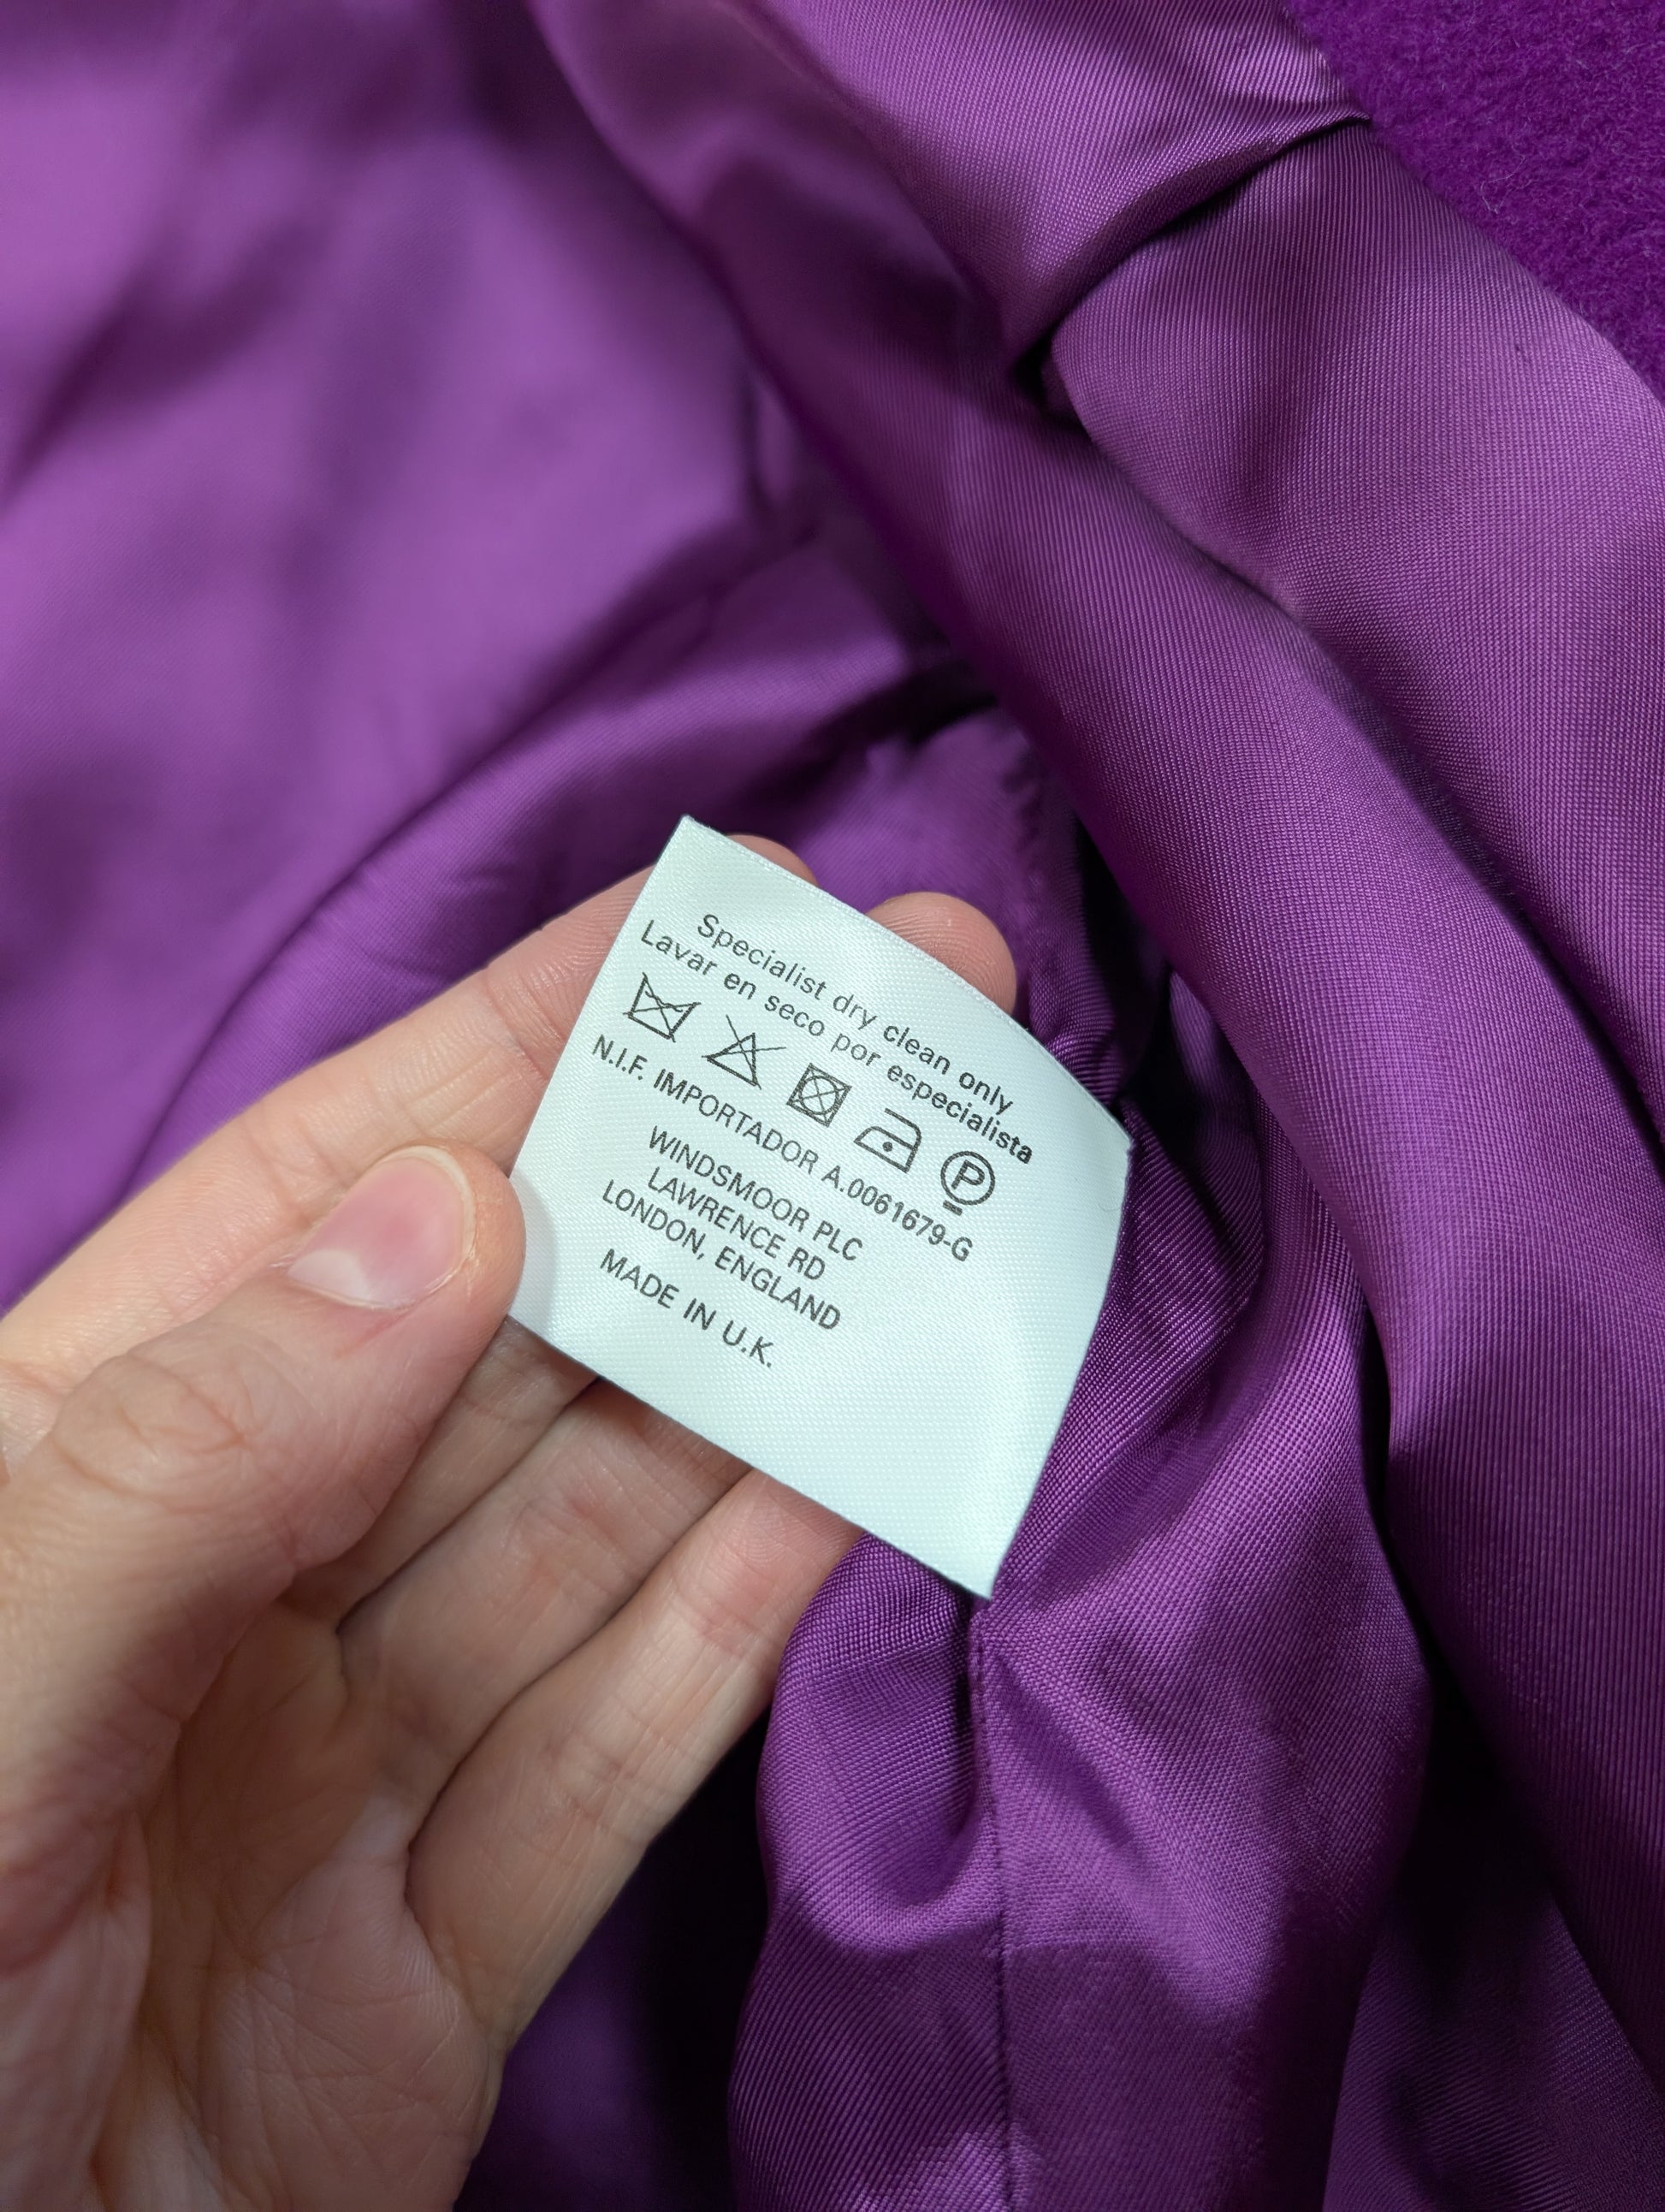 Specialist dry clean only
Lavar en seco por especialista
P
N.I.F. IMPORTADOR A.0061679-G
WINDSMOOR PLC
LAWRENCE RD
LONDON, ENGLAND
MADE IN U.K.